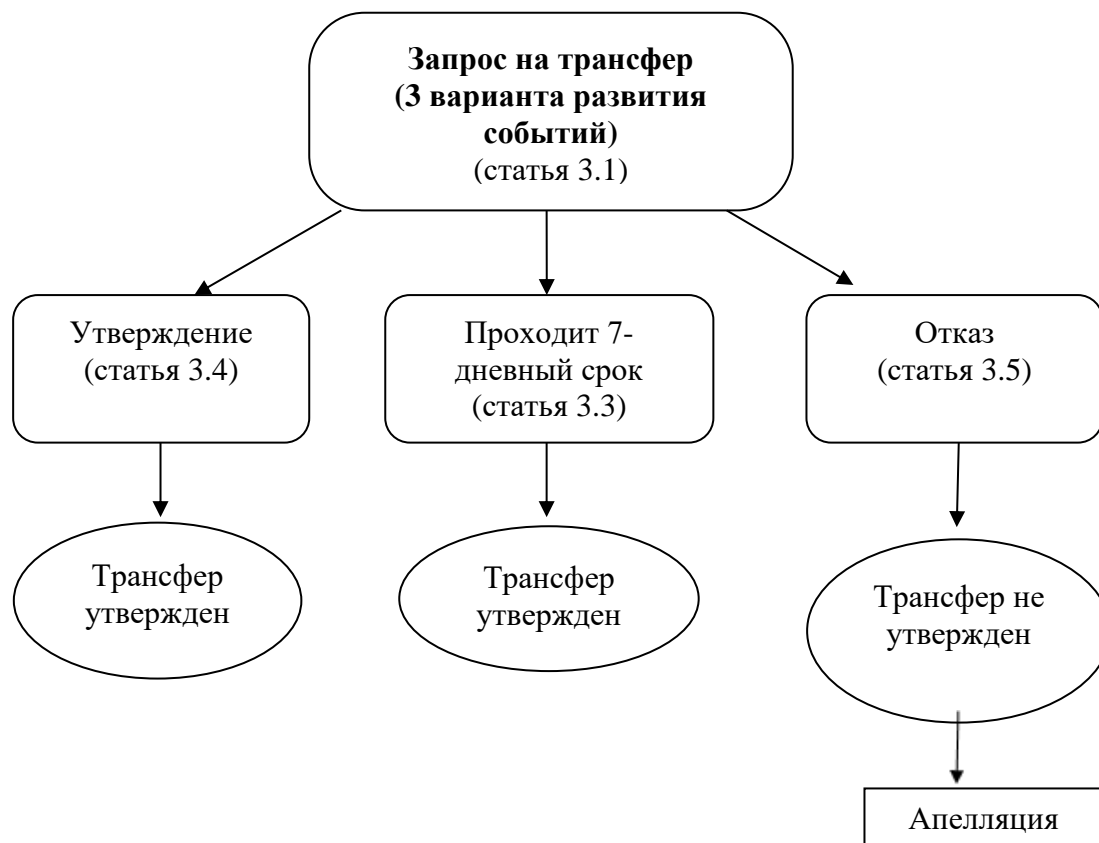 Запрос на трансфер
(3 варианта развития
событий)
(статья 3.1)
Утверждение
(статья 3.4)
Проходит 7-
дневный срок
(статья 3.3)
Отказ
(статья 3.5)
Трансфер
утвержден
Трансфер
утвержден
Трансфер не
утвержден
Апелляция